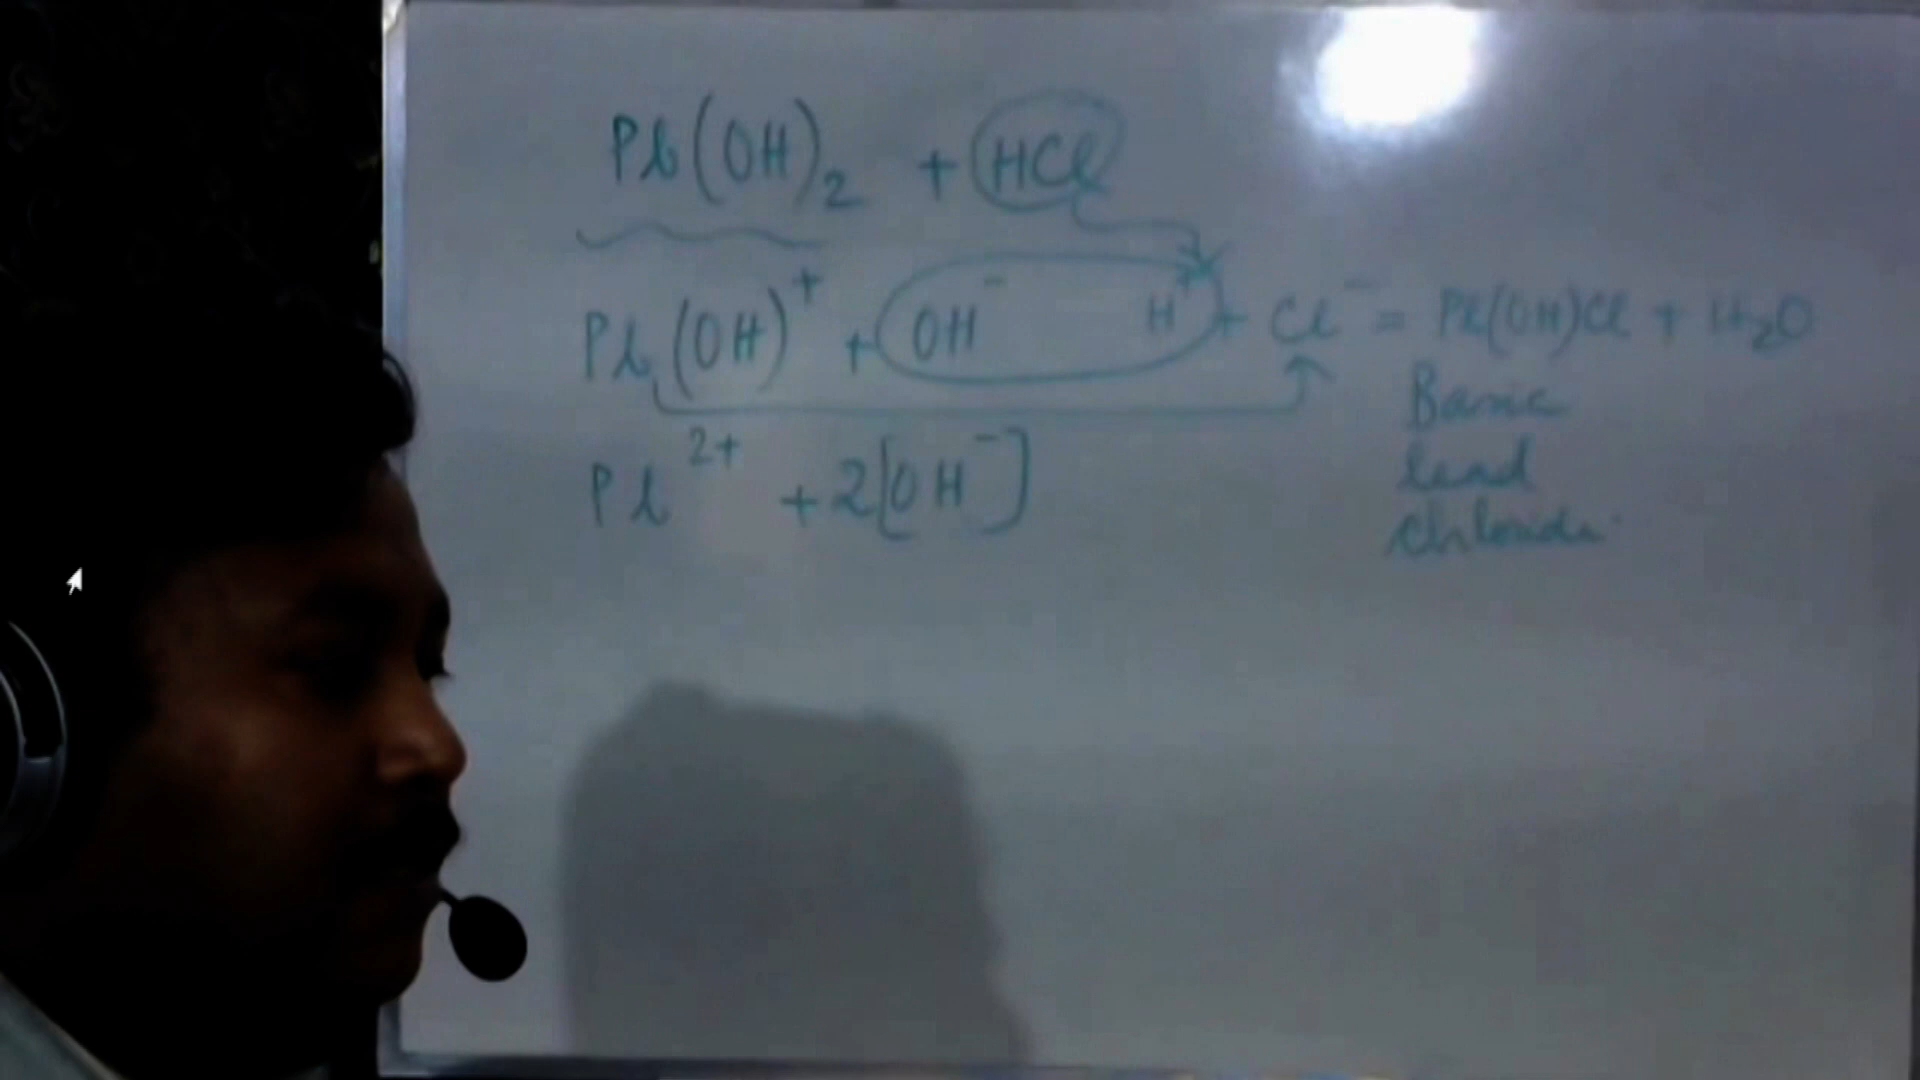 Pb(OH)₂ + HCl
Pb(OH)⁺ + OH⁻ H⁺ + Cl⁻ = Pb(OH)Cl + H₂O
Basic
lead
chloride.
Pb²⁺ + 2[OH⁻]